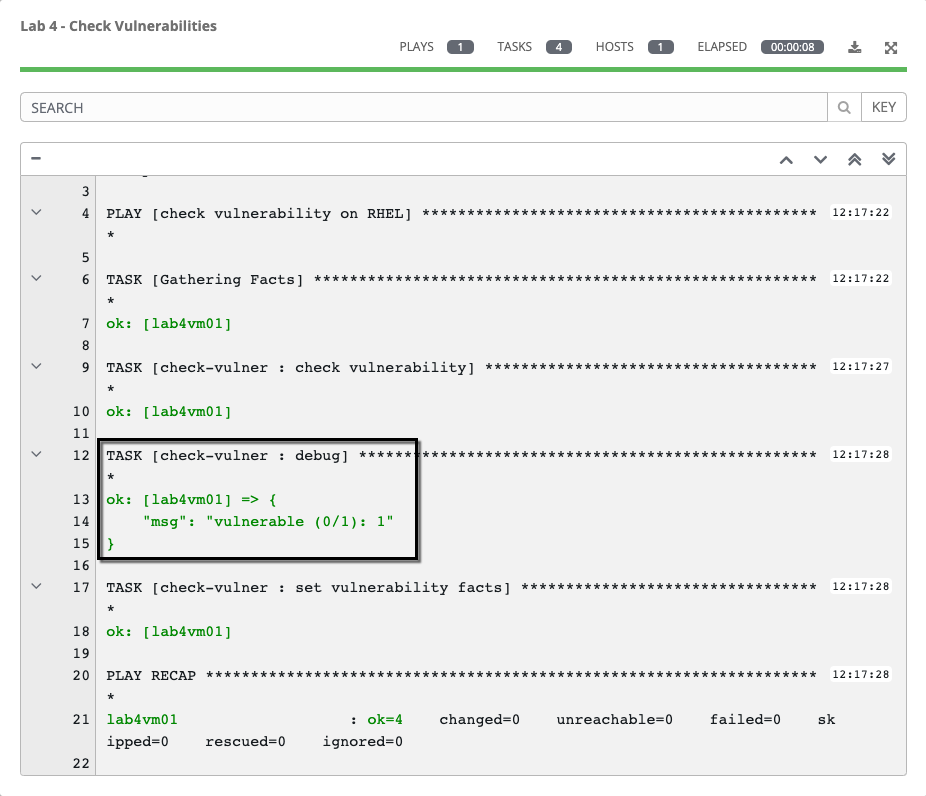 Lab 4 - Check Vulnerabilities
PLAYS 1 TASKS 4 HOSTS 1 ELAPSED 00:00:08
SEARCH KEY
3
4 PLAY [check vulnerability on RHEL] ******************************************** 12:17:22
*
5
6 TASK [Gathering Facts] ******************************************************** 12:17:22
*
7 ok: [lab4vm01]
8
9 TASK [check-vulner : check vulnerability] ************************************* 12:17:27
*
10 ok: [lab4vm01]
11
12 TASK [check-vulner : debug] *************************************************** 12:17:28
*
13 ok: [lab4vm01] => {
14 "msg": "vulnerable (0/1): 1"
15 }
16
17 TASK [check-vulner : set vulnerability facts] ********************************* 12:17:28
*
18 ok: [lab4vm01]
19
20 PLAY RECAP ******************************************************************** 12:17:28
*
21 lab4vm01 : ok=4 changed=0 unreachable=0 failed=0 sk
ipped=0 rescued=0 ignored=0
22